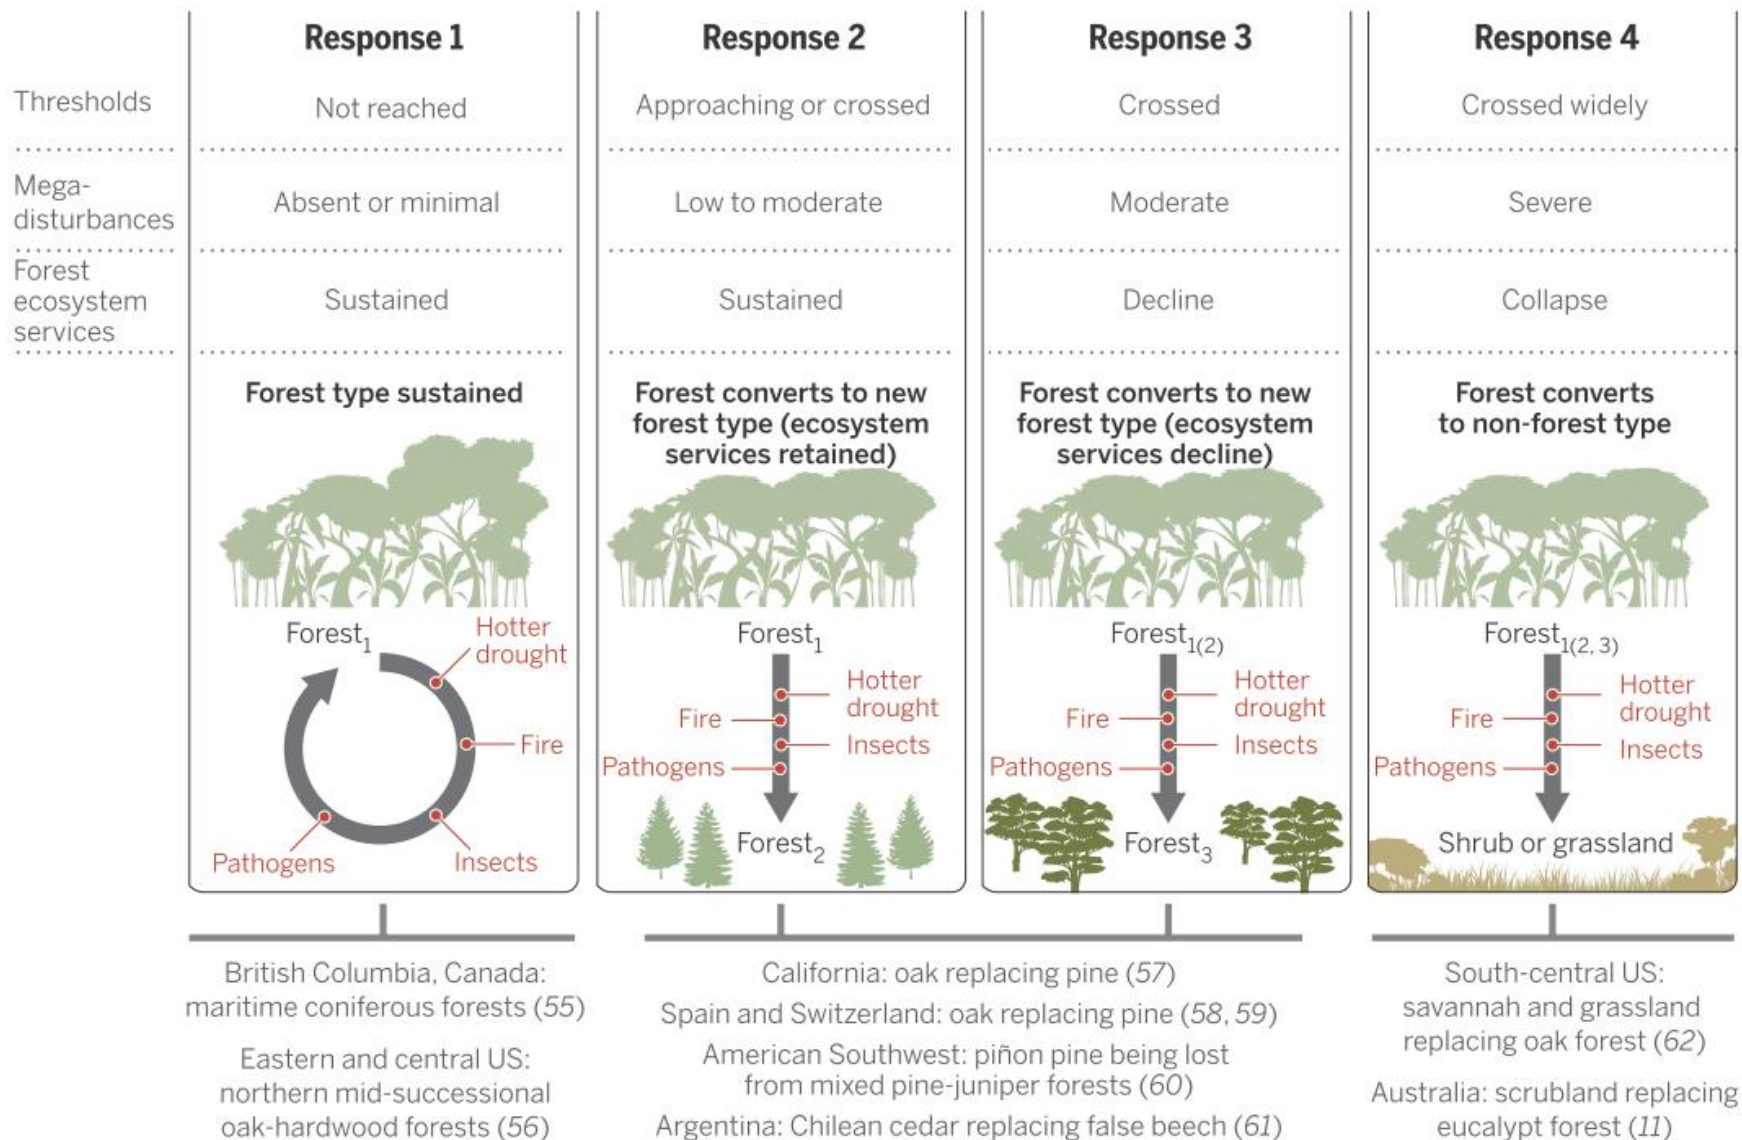 Response 1
Response 2
Response 3
Response 4
Thresholds
Not reached
Approaching or crossed
Crossed
Crossed widely
Mega-
disturbances
Absent or minimal
Low to moderate
Moderate
Severe
Forest
ecosystem
services
Sustained
Sustained
Decline
Collapse
Forest type sustained
Forest₁
Hotter
drought
Fire
Insects
Pathogens
Forest converts to new
forest type (ecosystem
services retained)
Forest₁
Hotter
drought
Fire
Insects
Pathogens
Forest₂
Forest converts to new
forest type (ecosystem
services decline)
Forest₁₍₂₎
Hotter
drought
Fire
Insects
Pathogens
Forest₃
Forest converts
to non-forest type
Forest₁₍₂,₃₎
Hotter
drought
Fire
Insects
Pathogens
Shrub or grassland
British Columbia, Canada:
maritime coniferous forests (55)
Eastern and central US:
northern mid-successional
oak-hardwood forests (56)
California: oak replacing pine (57)
Spain and Switzerland: oak replacing pine (58, 59)
American Southwest: piñon pine being lost
from mixed pine-juniper forests (60)
Argentina: Chilean cedar replacing false beech (61)
South-central US:
savannah and grassland
replacing oak forest (62)
Australia: scrubland replacing
eucalypt forest (11)